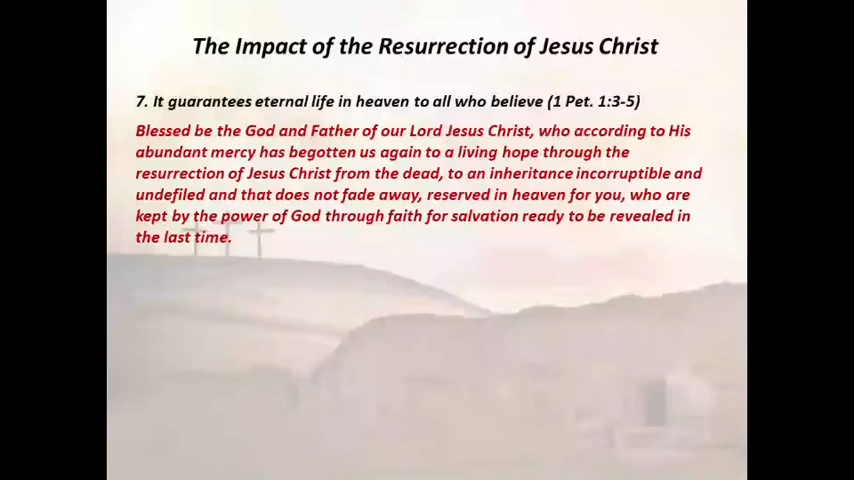 The Impact of the Resurrection of Jesus Christ
7. It guarantees eternal life in heaven to all who believe (1 Pet. 1:3-5)
Blessed be the God and Father of our Lord Jesus Christ, who according to His
abundant mercy has begotten us again to a living hope through the
resurrection of Jesus Christ from the dead, to an inheritance incorruptible and
undefiled and that does not fade away, reserved in heaven for you, who are
kept by the power of God through faith for salvation ready to be revealed in
the last time.